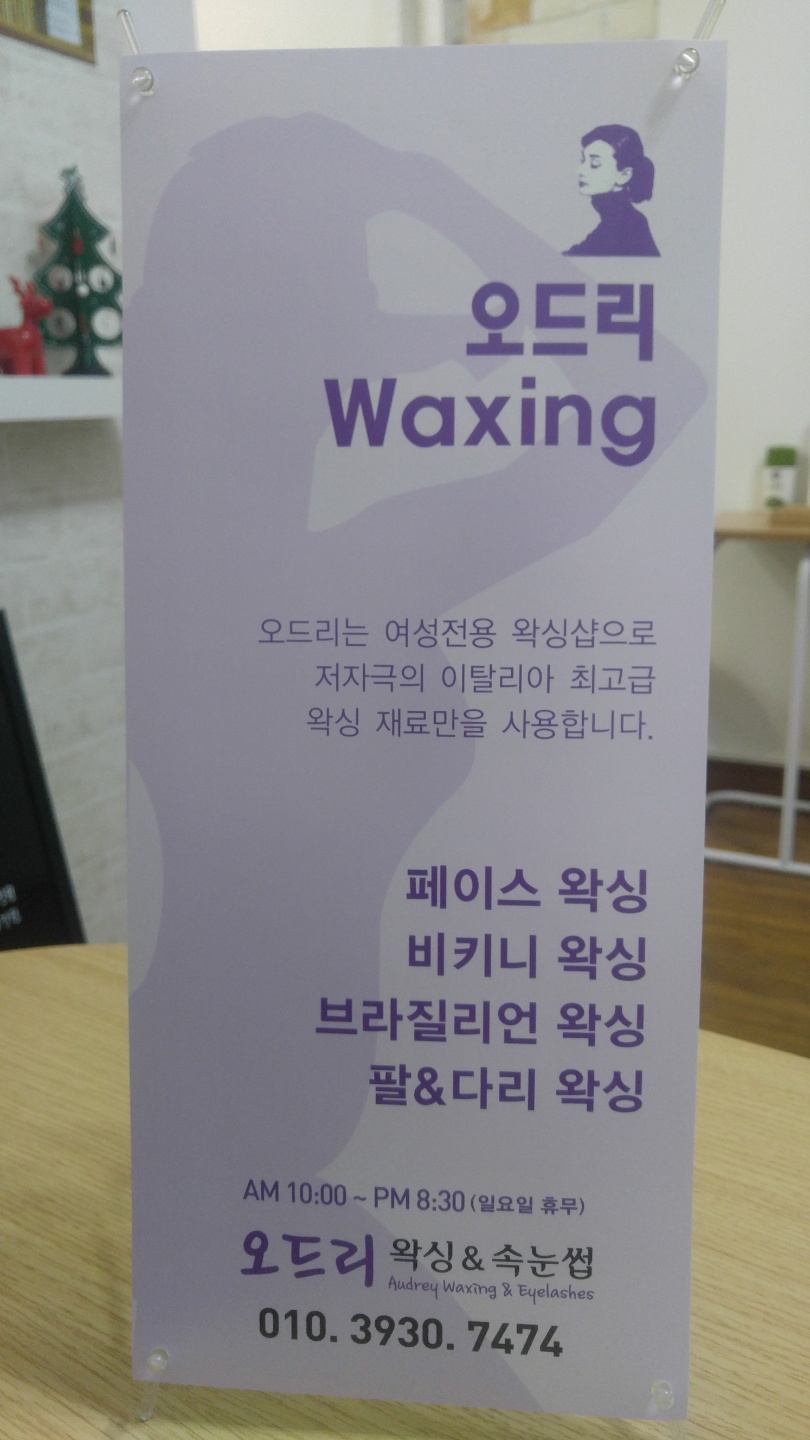 오드리
Waxing
오드리는 여성전용 왁싱샵으로
저자극의 이탈리아 최고급
왁싱 재료만을 사용합니다.
페이스 왁싱
비키니 왁싱
브라질리언 왁싱
팔&다리 왁싱
AM 10:00 ~ PM 8:30 (일요일 휴무)
오드리 왁싱 & 속눈썹
Audrey Waxing & Eyelashes
010. 3930. 7474